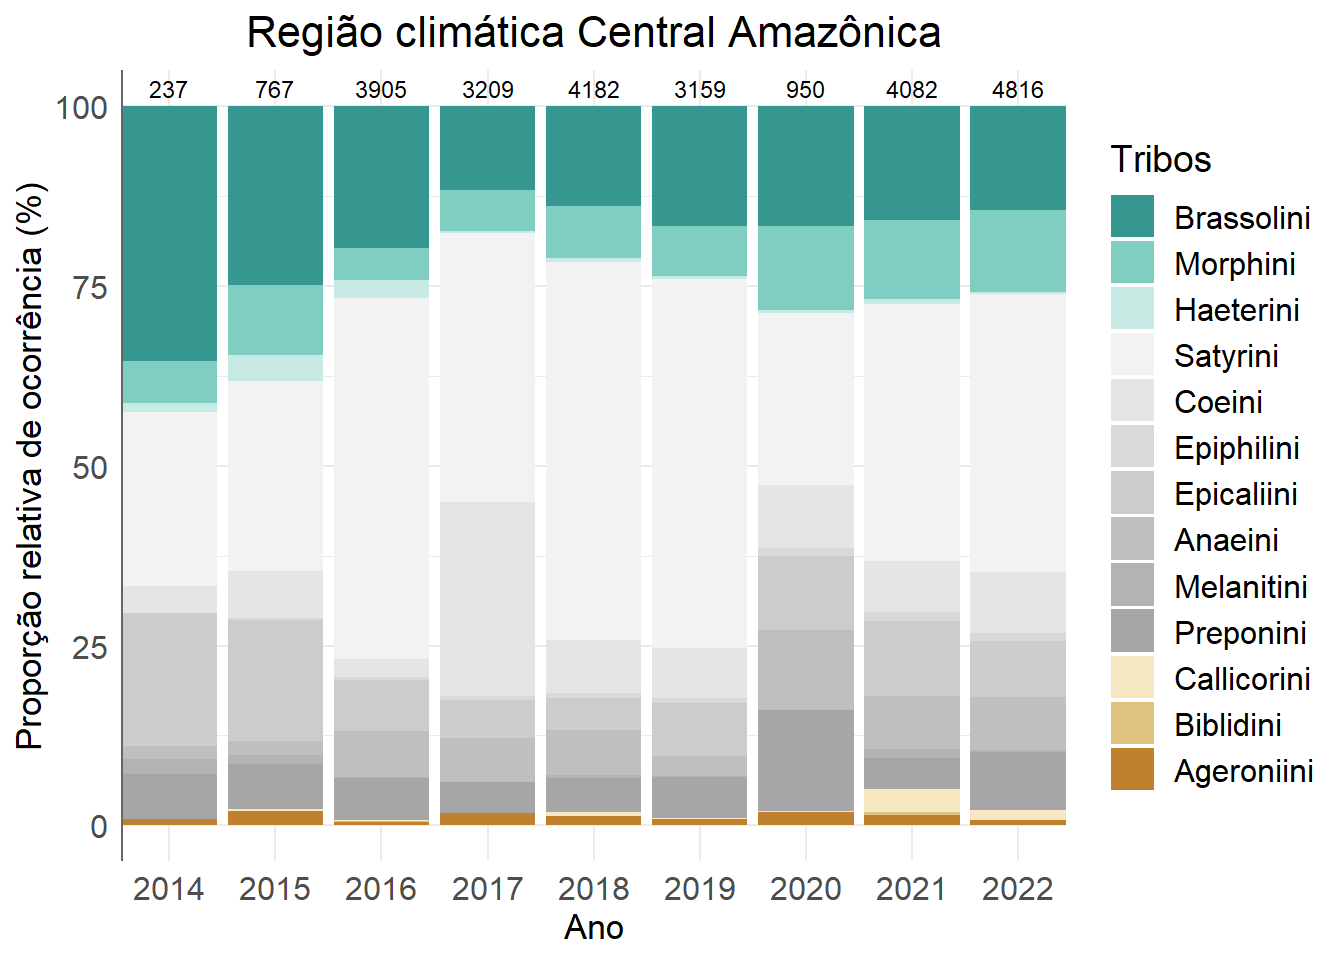 Região climática Central Amazônica
237 767 3905 3209 4182 3159 950 4082 4816
100
75
50
25
0
Proporção relativa de ocorrência (%)
2014 2015 2016 2017 2018 2019 2020 2021 2022
Ano
Tribos
Brassolini
Morphini
Haeterini
Satyrini
Coeini
Epiphilini
Epicaliini
Anaeini
Melanitini
Preponini
Callicorini
Biblidini
Ageroniini